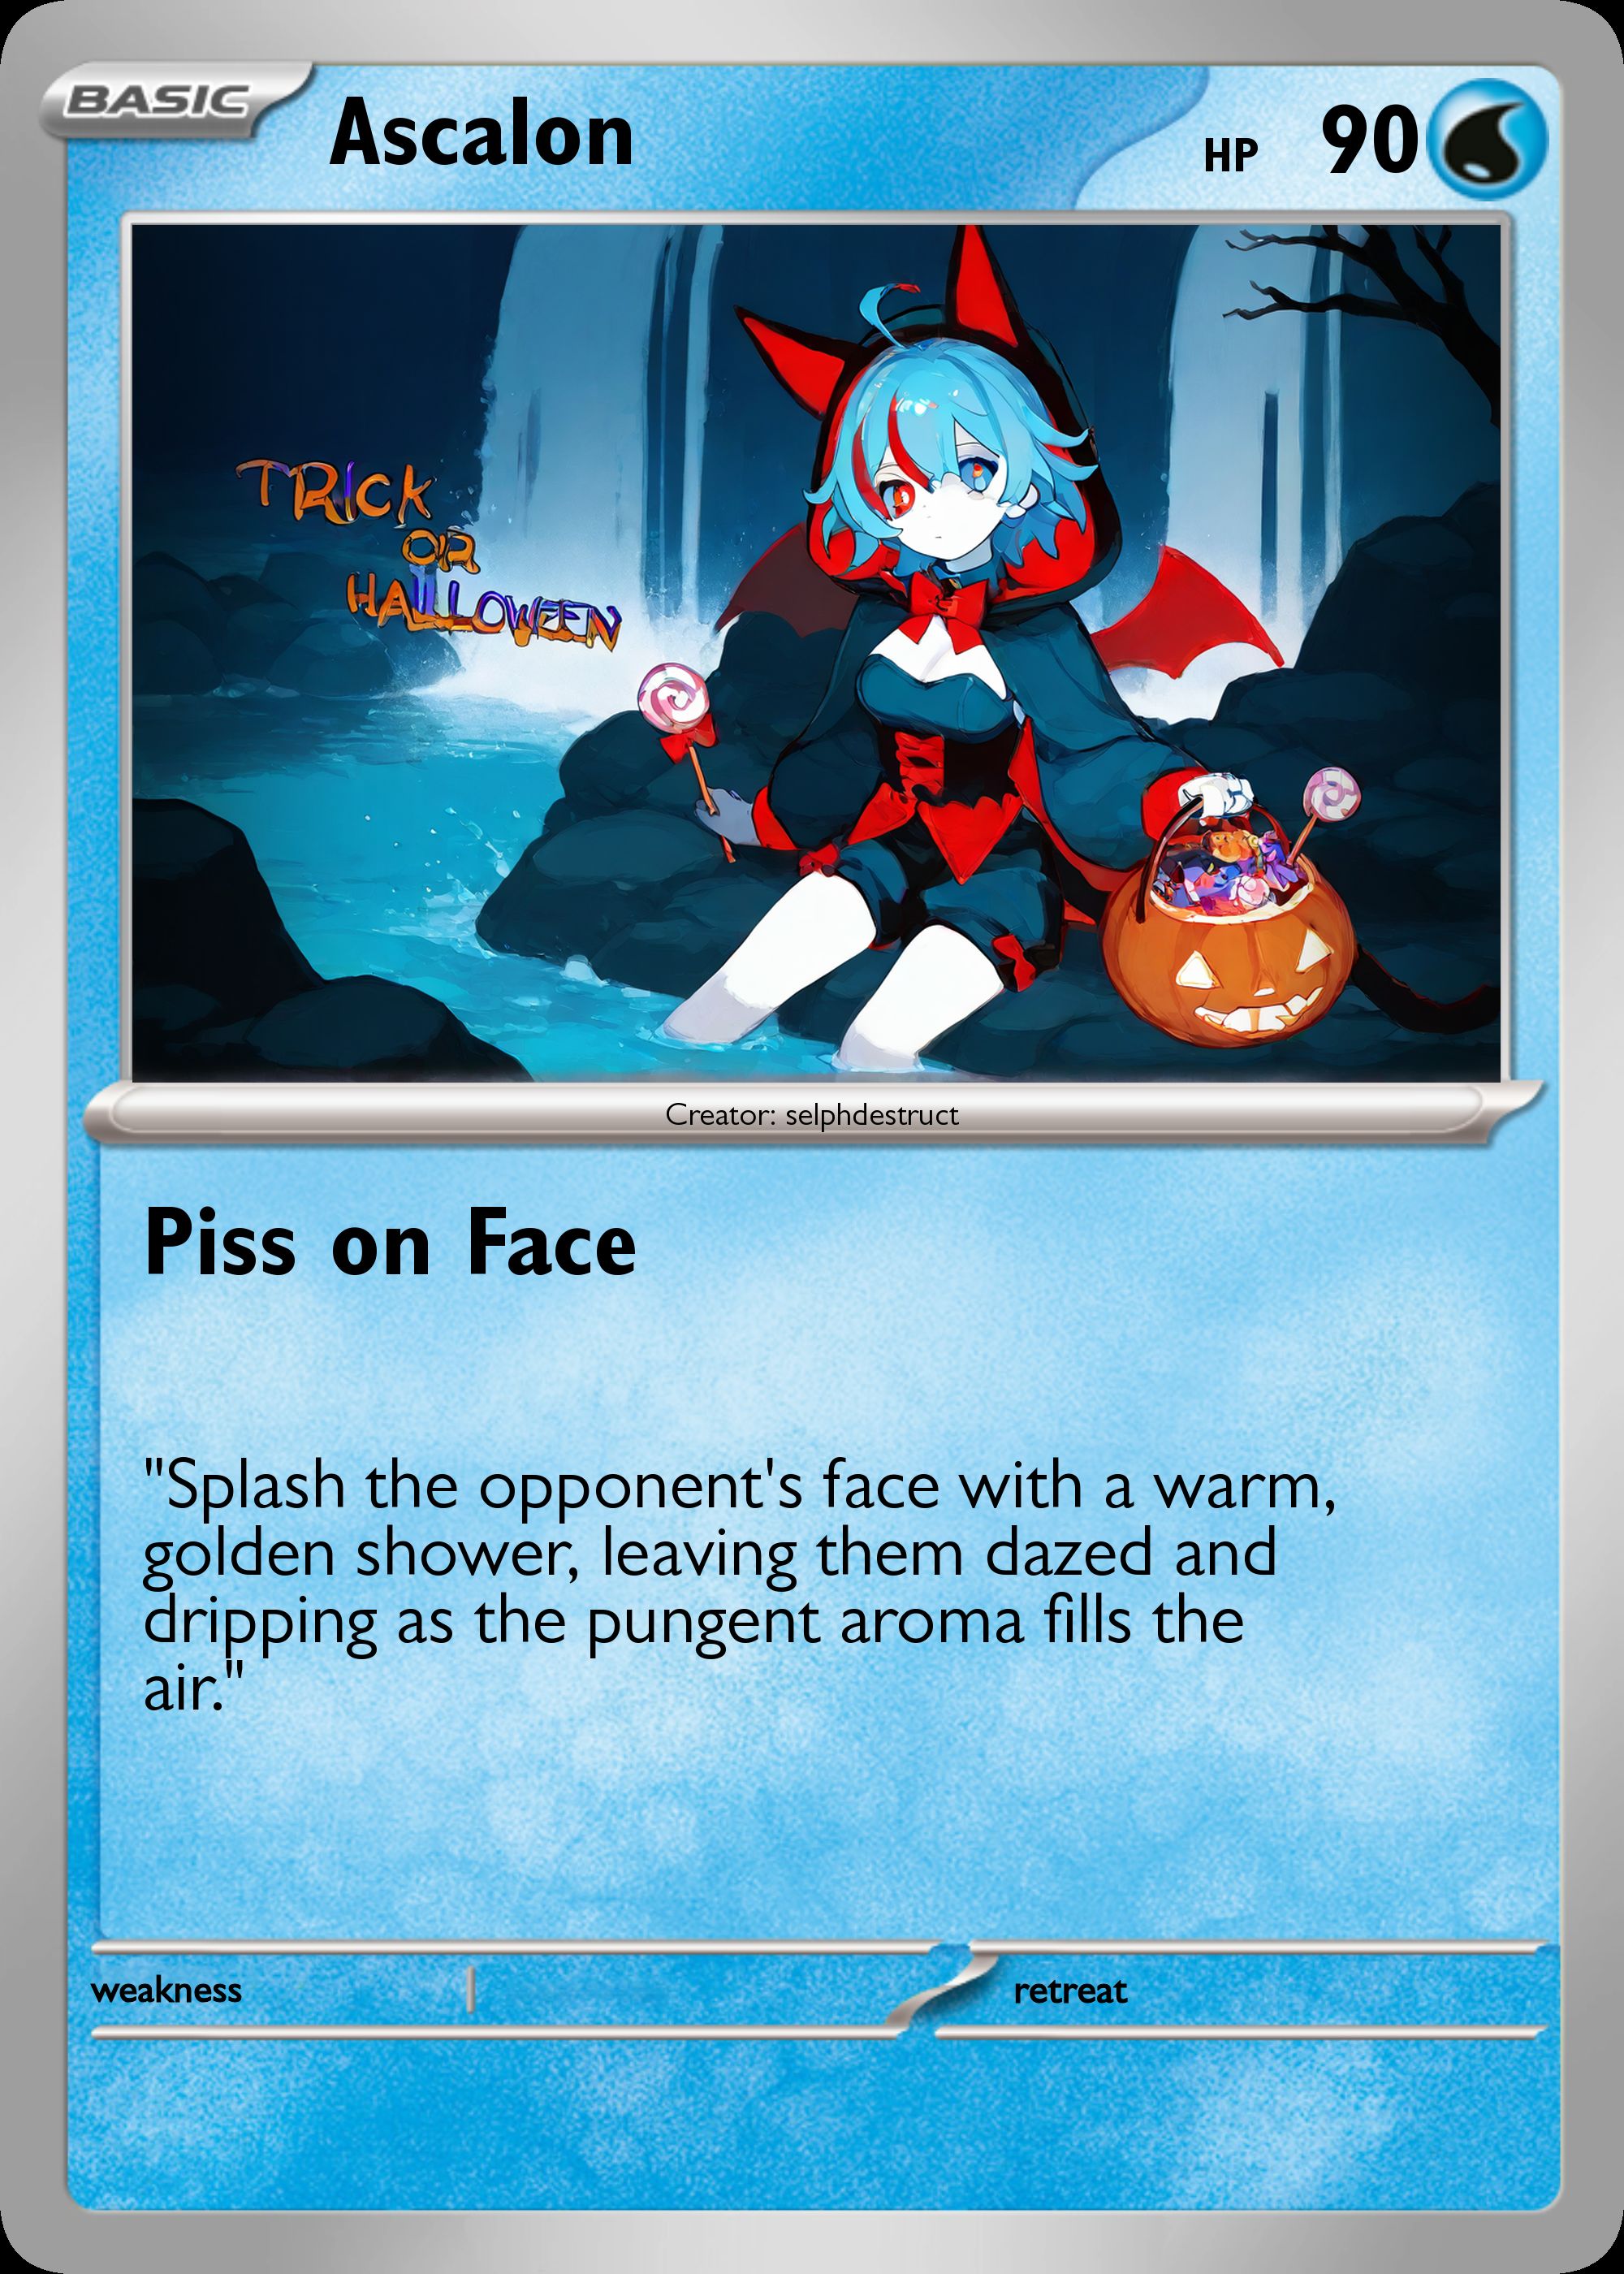 BASIC
Ascalon
HP 90
TRICK
OR
HALLOWEEN
Creator: selphdestruct
Piss on Face
"Splash the opponent's face with a warm,
golden shower, leaving them dazed and
dripping as the pungent aroma fills the
air."
weakness
retreat